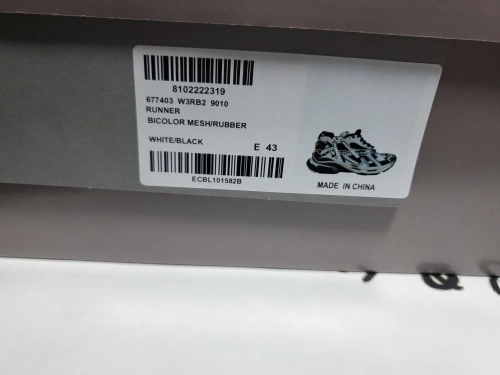 8102222319
677403 W3RB2 9010
RUNNER
BICOLOR MESH/RUBBER
WHITE/BLACK E 43
ECBL101582B
MADE IN CHINA